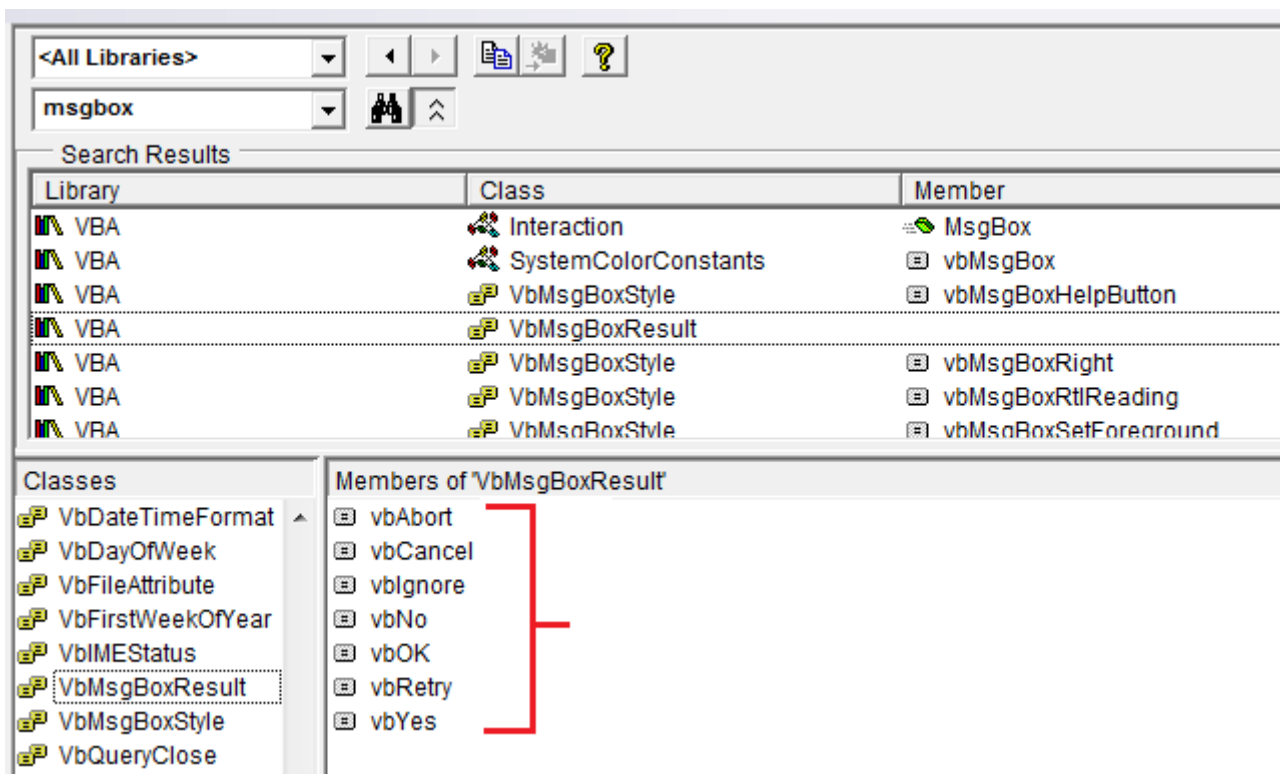 <All Libraries>
msgbox
Search Results
Library Class Member
VBA Interaction MsgBox
VBA SystemColorConstants vbMsgBox
VBA VbMsgBoxStyle vbMsgBoxHelpButton
VBA VbMsgBoxResult
VBA VbMsgBoxStyle vbMsgBoxRight
VBA VbMsgBoxStyle vbMsgBoxRtlReading
VBA VbMsgBoxStyle vbMsgBoxSetForeground
Classes
VbDateTimeFormat
VbDayOfWeek
VbFileAttribute
VbFirstWeekOfYear
VbIMEStatus
VbMsgBoxResult
VbMsgBoxStyle
VbQueryClose
Members of 'VbMsgBoxResult'
vbAbort
vbCancel
vbIgnore
vbNo
vbOK
vbRetry
vbYes